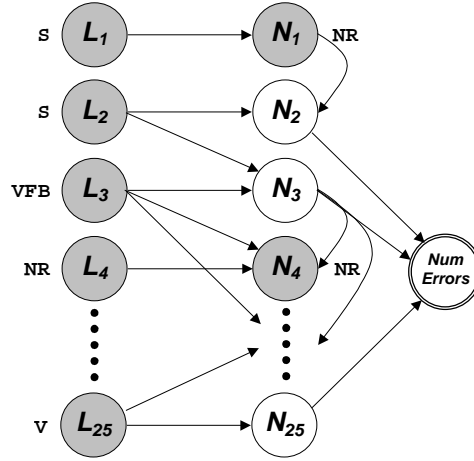 S L1 N1 NR
S L2 N2
VFB L3 N3
Num
Errors
NR L4 N4 NR
V L25 N25